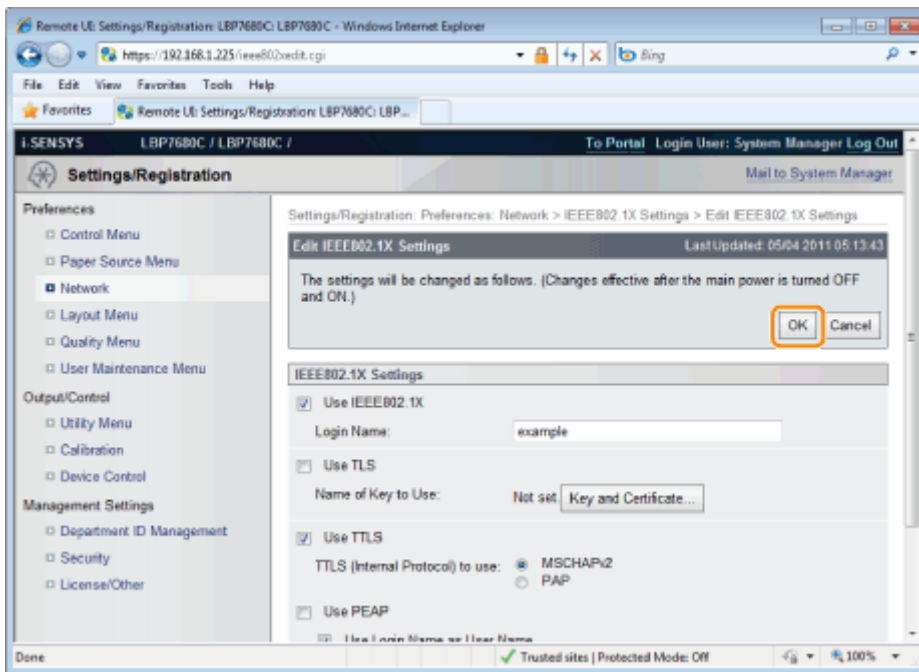 Remote UI: Settings/Registration: LBP7680C: LBP7680C - Windows Internet Explorer
https://192.168.1.225/ieee802xedit.cgi
Bing
File Edit View Favorites Tools Help
Favorites
Remote UI: Settings/Registration: LBP7680C: LBP...
i-SENSYS LBP7680C / LBP7680C /
To Portal Login User: System Manager Log Out
Settings/Registration
Mail to System Manager
Preferences
Control Menu
Paper Source Menu
Network
Layout Menu
Quality Menu
User Maintenance Menu
Output/Control
Utility Menu
Calibration
Device Control
Management Settings
Department ID Management
Security
License/Other
Settings/Registration: Preferences: Network > IEEE802.1X Settings > Edit IEEE802.1X Settings
Edit IEEE802.1X Settings
Last Updated: 05/04 2011 05:13:43
The settings will be changed as follows. (Changes effective after the main power is turned OFF
and ON.)
OK Cancel
IEEE802.1X Settings
Use IEEE802.1X
Login Name: example
Use TLS
Name of Key to Use: Not set Key and Certificate...
Use TTLS
TTLS (Internal Protocol) to use: MSCHAPv2
PAP
Use PEAP
Use Login Name as User Name
Done
Trusted sites | Protected Mode: Off
100%